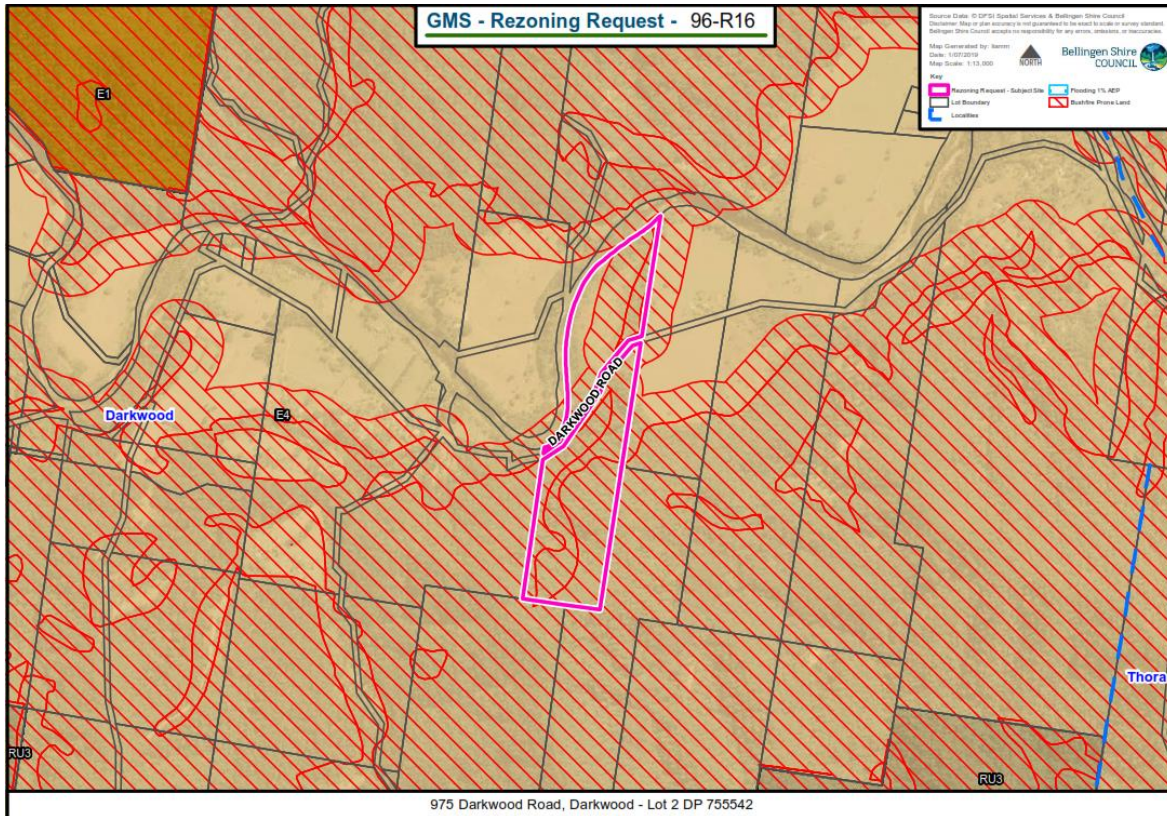 GMS - Rezoning Request - 96-R16
Source Data: © DFSI Spatial Services & Bellingen Shire Council
Disclaimer: Map or plan accuracy is not guaranteed to be exact to scale or survey standard.
Bellingen Shire Council accepts no responsibility for any errors, omissions, or inaccuracies.
Date: 1/07/2019
Map Scale: 1:13,000
NORTH
Bellingen Shire
COUNCIL
Key
Rezoning Request - Subject Site
Flooding 1% AEP
Lot Boundary
Bushfire Prone Land
Localities
E1
Darkwood
E4
DARKWOOD ROAD
Thora
RU3
RU3
975 Darkwood Road, Darkwood - Lot 2 DP 755542